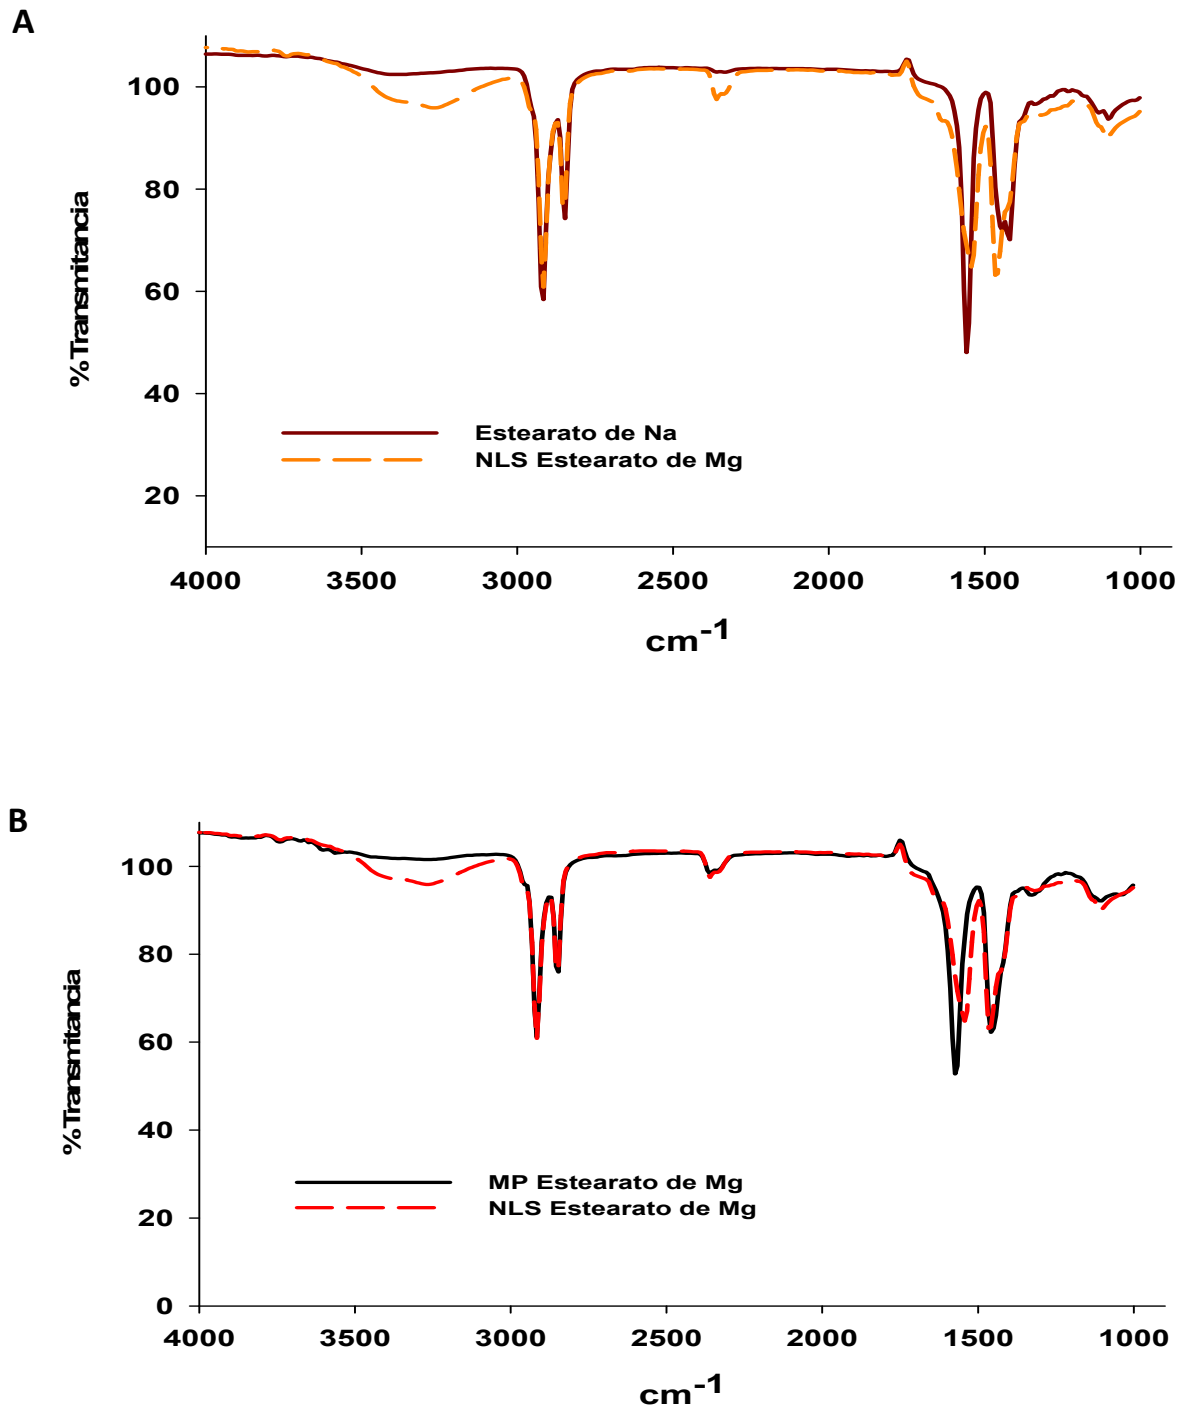 A
100
80
60
40
20
%Transmitancia
Estearato de Na
NLS Estearato de Mg
4000 3500 3000 2500 2000 1500 1000
cm-1
B
100
80
60
40
20
0
%Transmitancia
MP Estearato de Mg
NLS Estearato de Mg
4000 3500 3000 2500 2000 1500 1000
cm-1